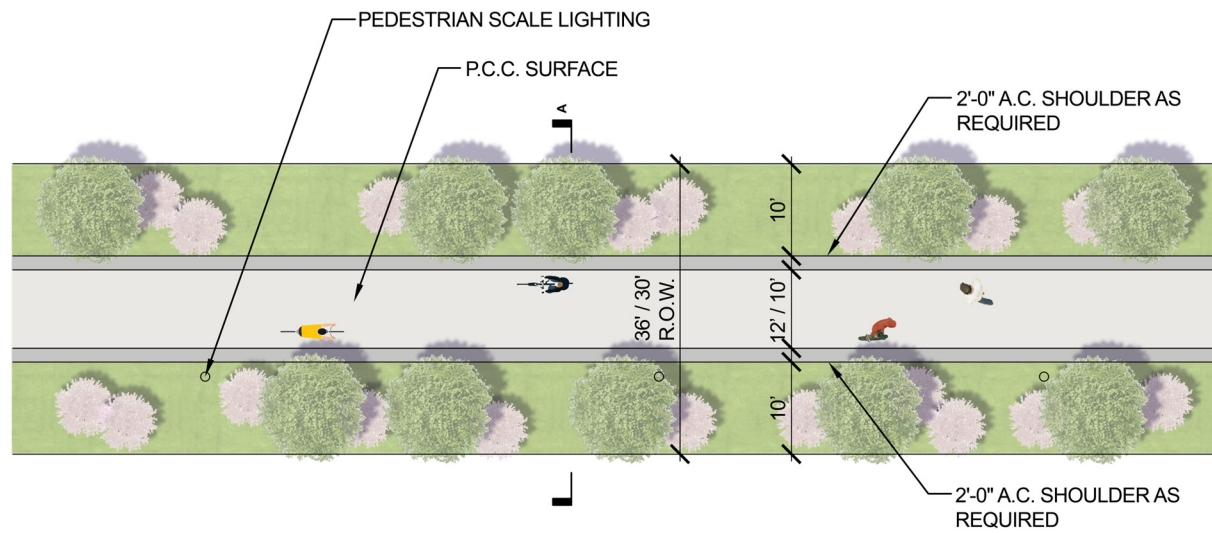 PEDESTRIAN SCALE LIGHTING
P.C.C. SURFACE
A
2'-0" A.C. SHOULDER AS
REQUIRED
10'
36' / 30'
R.O.W.
12' / 10'
10'
2'-0" A.C. SHOULDER AS
REQUIRED